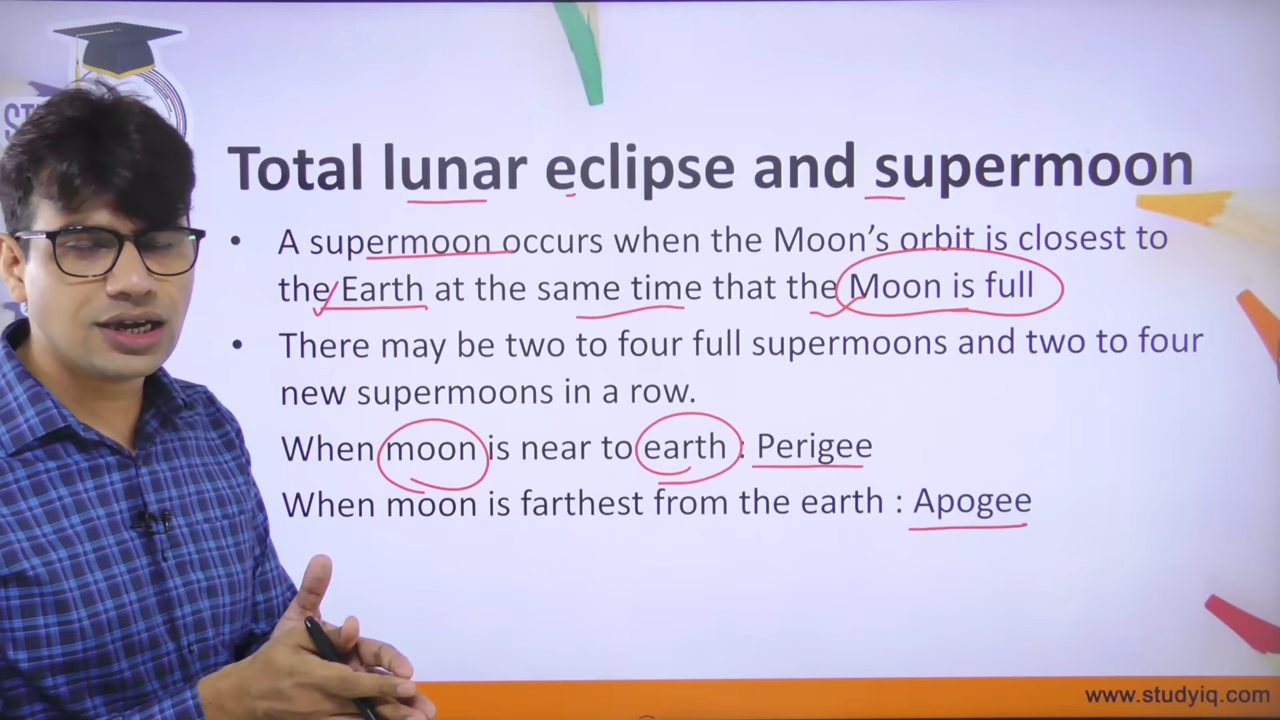 Total lunar eclipse and supermoon
• A supermoon occurs when the Moon's orbit is closest to
the Earth at the same time that the Moon is full
• There may be two to four full supermoons and two to four
new supermoons in a row.
When moon is near to earth : Perigee
When moon is farthest from the earth : Apogee
www.studyiq.com